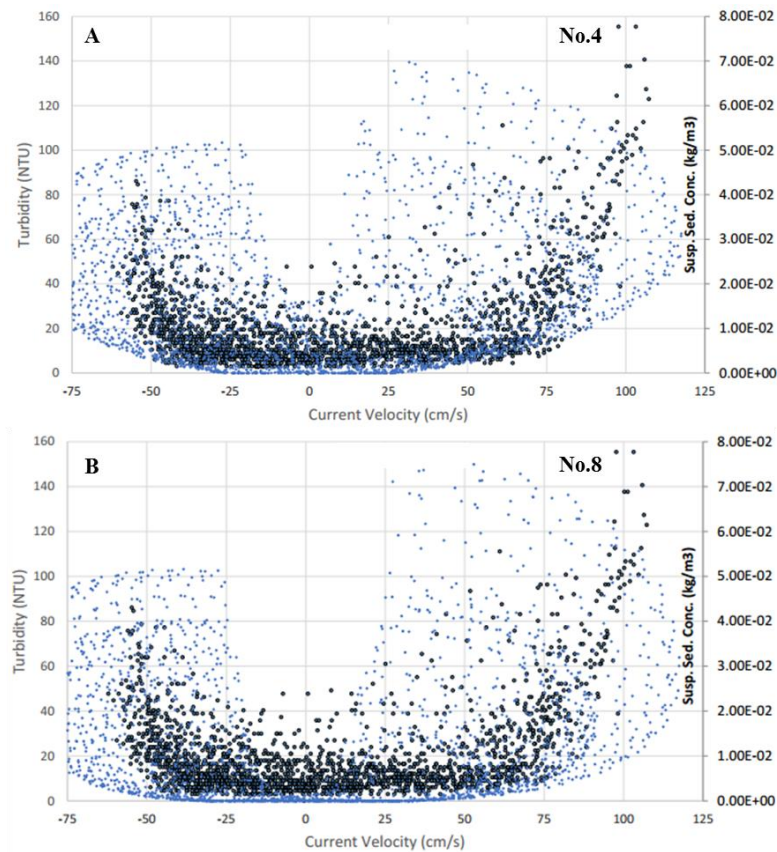 A
No.4
Turbidity (NTU)
160
140
120
100
80
60
40
20
0
-75
-50
-25
0
25
50
75
100
125
Current Velocity (cm/s)
8.00E-02
7.00E-02
6.00E-02
5.00E-02
4.00E-02
3.00E-02
2.00E-02
1.00E-02
0.00E+00
Susp. Sed. Conc. (kg/m3)
B
No.8
Turbidity (NTU)
160
140
120
100
80
60
40
20
0
-75
-50
-25
0
25
50
75
100
125
Current Velocity (cm/s)
8.00E-02
7.00E-02
6.00E-02
5.00E-02
4.00E-02
3.00E-02
2.00E-02
1.00E-02
0.00E+00
Susp. Sed. Conc. (kg/m3)